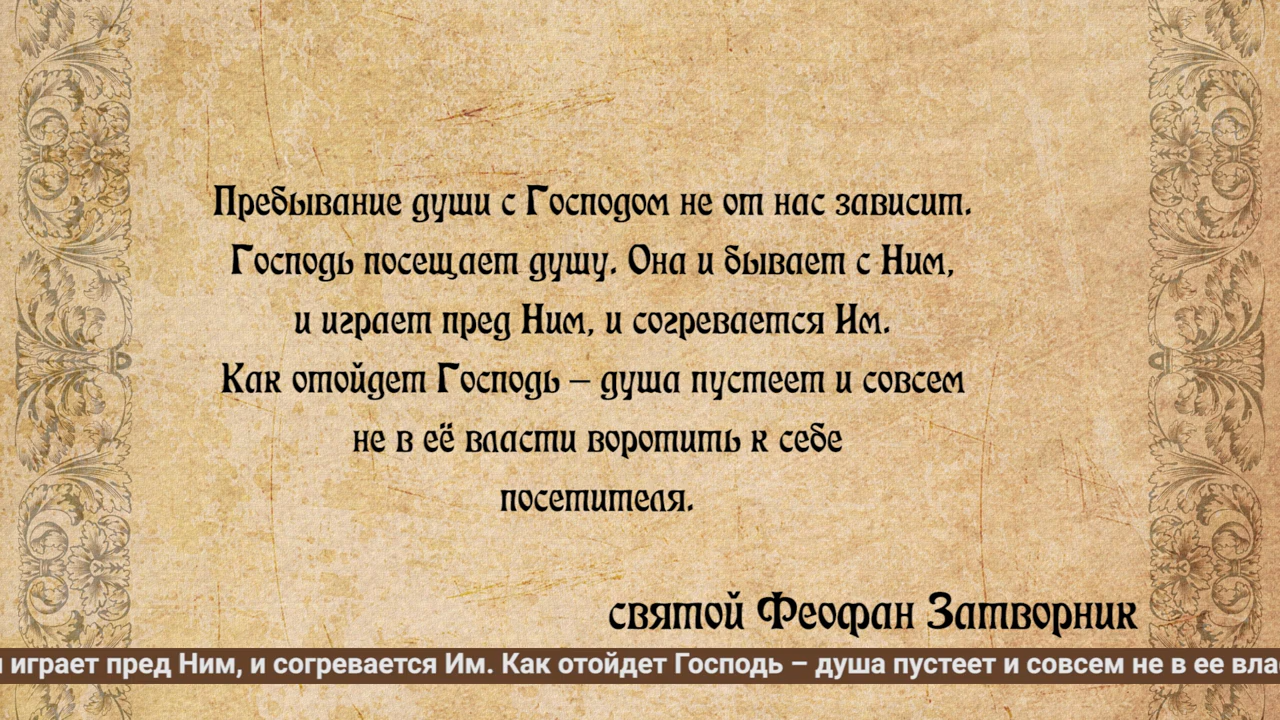 Пребывание души с Господом не от нас зависит.
Господь посещает душу. Она и бывает с Ним,
и играет пред Ним, и согревается Им.
Как отойдет Господь – душа пустеет и совсем
не в её власти воротить к себе
посетителя.
святой Феофан Затворник
и играет пред Ним, и согревается Им. Как отойдет Господь – душа пустеет и совсем не в ее